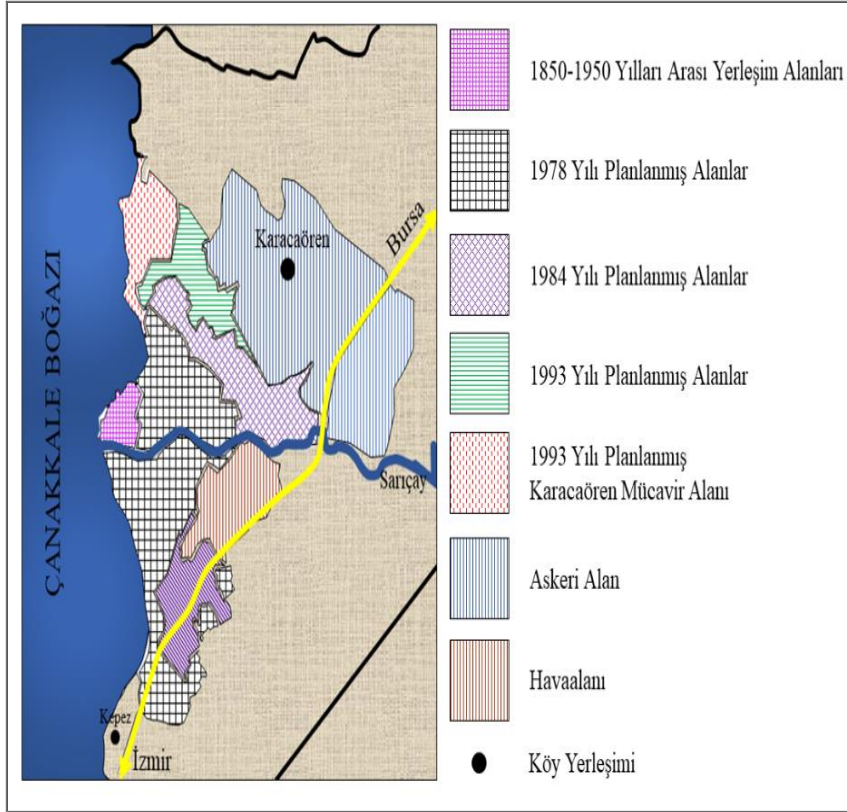 ÇANAKKALE BOĞAZI
Karacaören
Bursa
Sarıçay
Kepez
İzmir
1850-1950 Yılları Arası Yerleşim Alanları
1978 Yılı Planlanmış Alanlar
1984 Yılı Planlanmış Alanlar
1993 Yılı Planlanmış Alanlar
1993 Yılı Planlanmış
Karacaören Mücavir Alanı
Askeri Alan
Havaalanı
Köy Yerleşimi